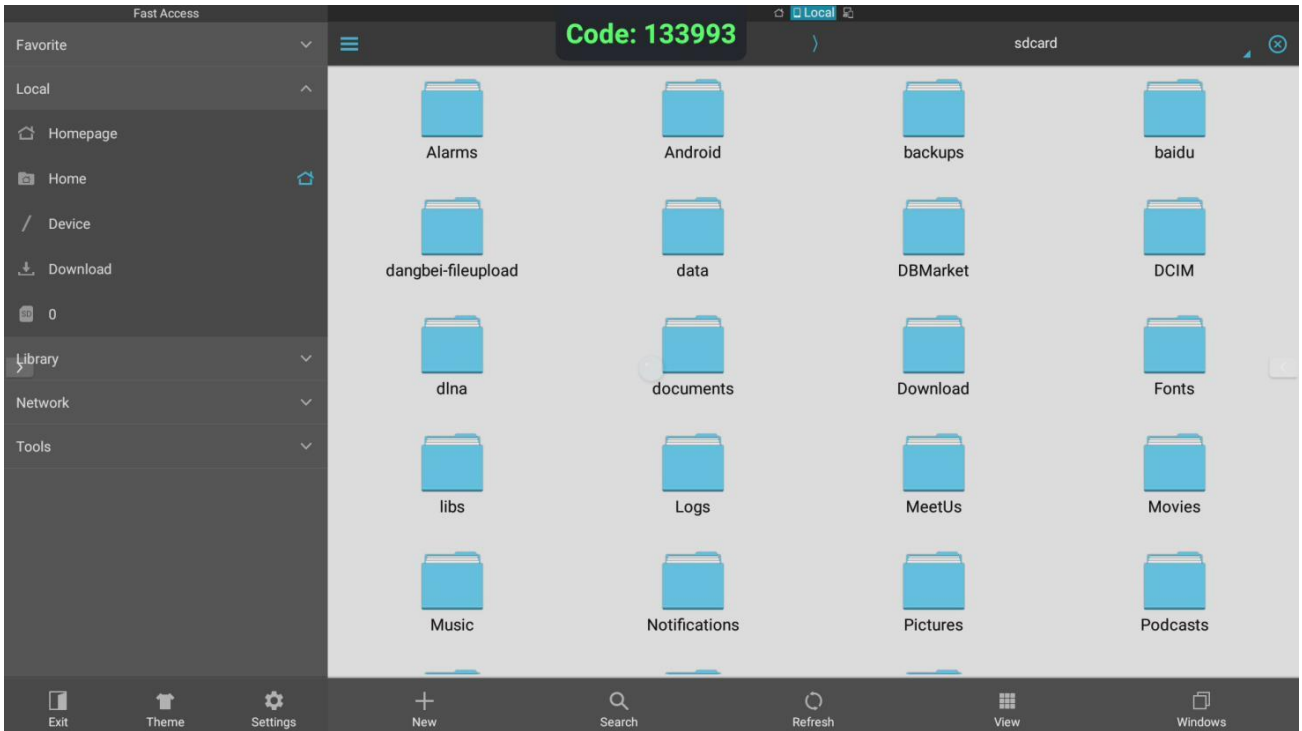 Fast Access
Local
Code: 133993
sdcard
Favorite
Local
Homepage
Home
Device
Download
SD 0
Library
Network
Tools
Alarms
Android
backups
baidu
dangbei-fileupload
data
DBMarket
DCIM
dlna
documents
Download
Fonts
libs
Logs
MeetUs
Movies
Music
Notifications
Pictures
Podcasts
Exit
Theme
Settings
New
Search
Refresh
View
Windows